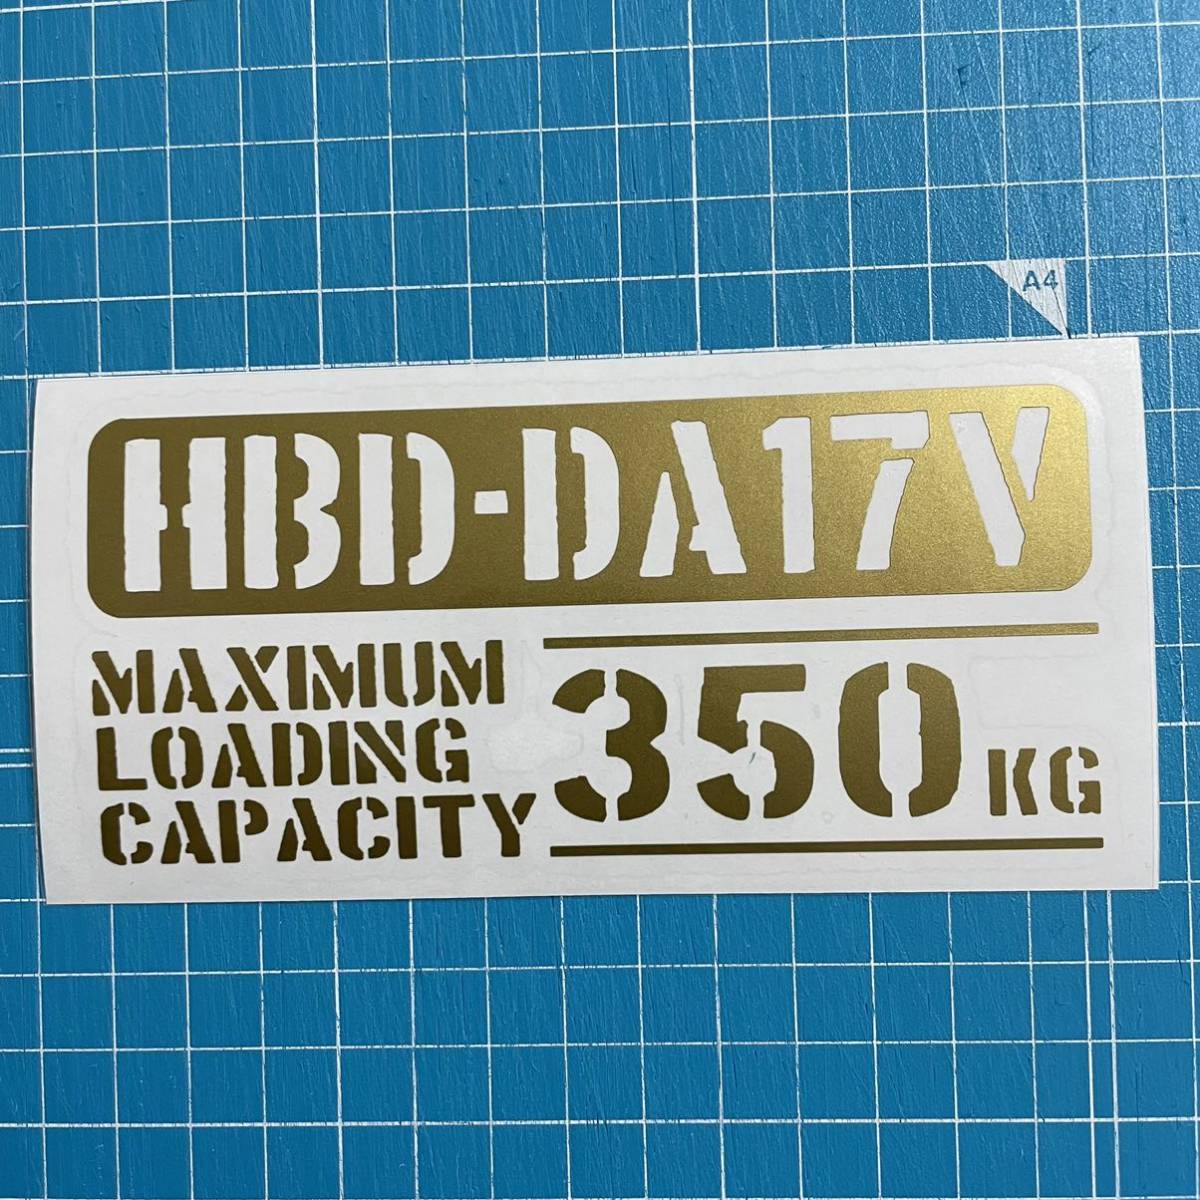 A4
HBD-DA17V
MAXIMUM
LOADING
CAPACITY
350 KG